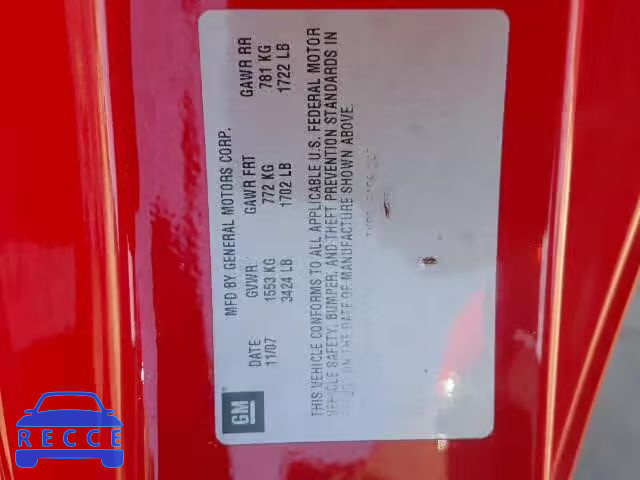 MFD BY GENERAL MOTORS CORP.
DATE GVWR GAWR FRT GAWR RR
11/07 1553 KG 772 KG 781 KG
3424 LB 1702 LB 1722 LB
THIS VEHICLE CONFORMS TO ALL APPLICABLE U.S. FEDERAL MOTOR
VEHICLE SAFETY, BUMPER, AND THEFT PREVENTION STANDARDS IN
ON THE DATE OF MANUFACTURE SHOWN ABOVE.
GM
RECCE